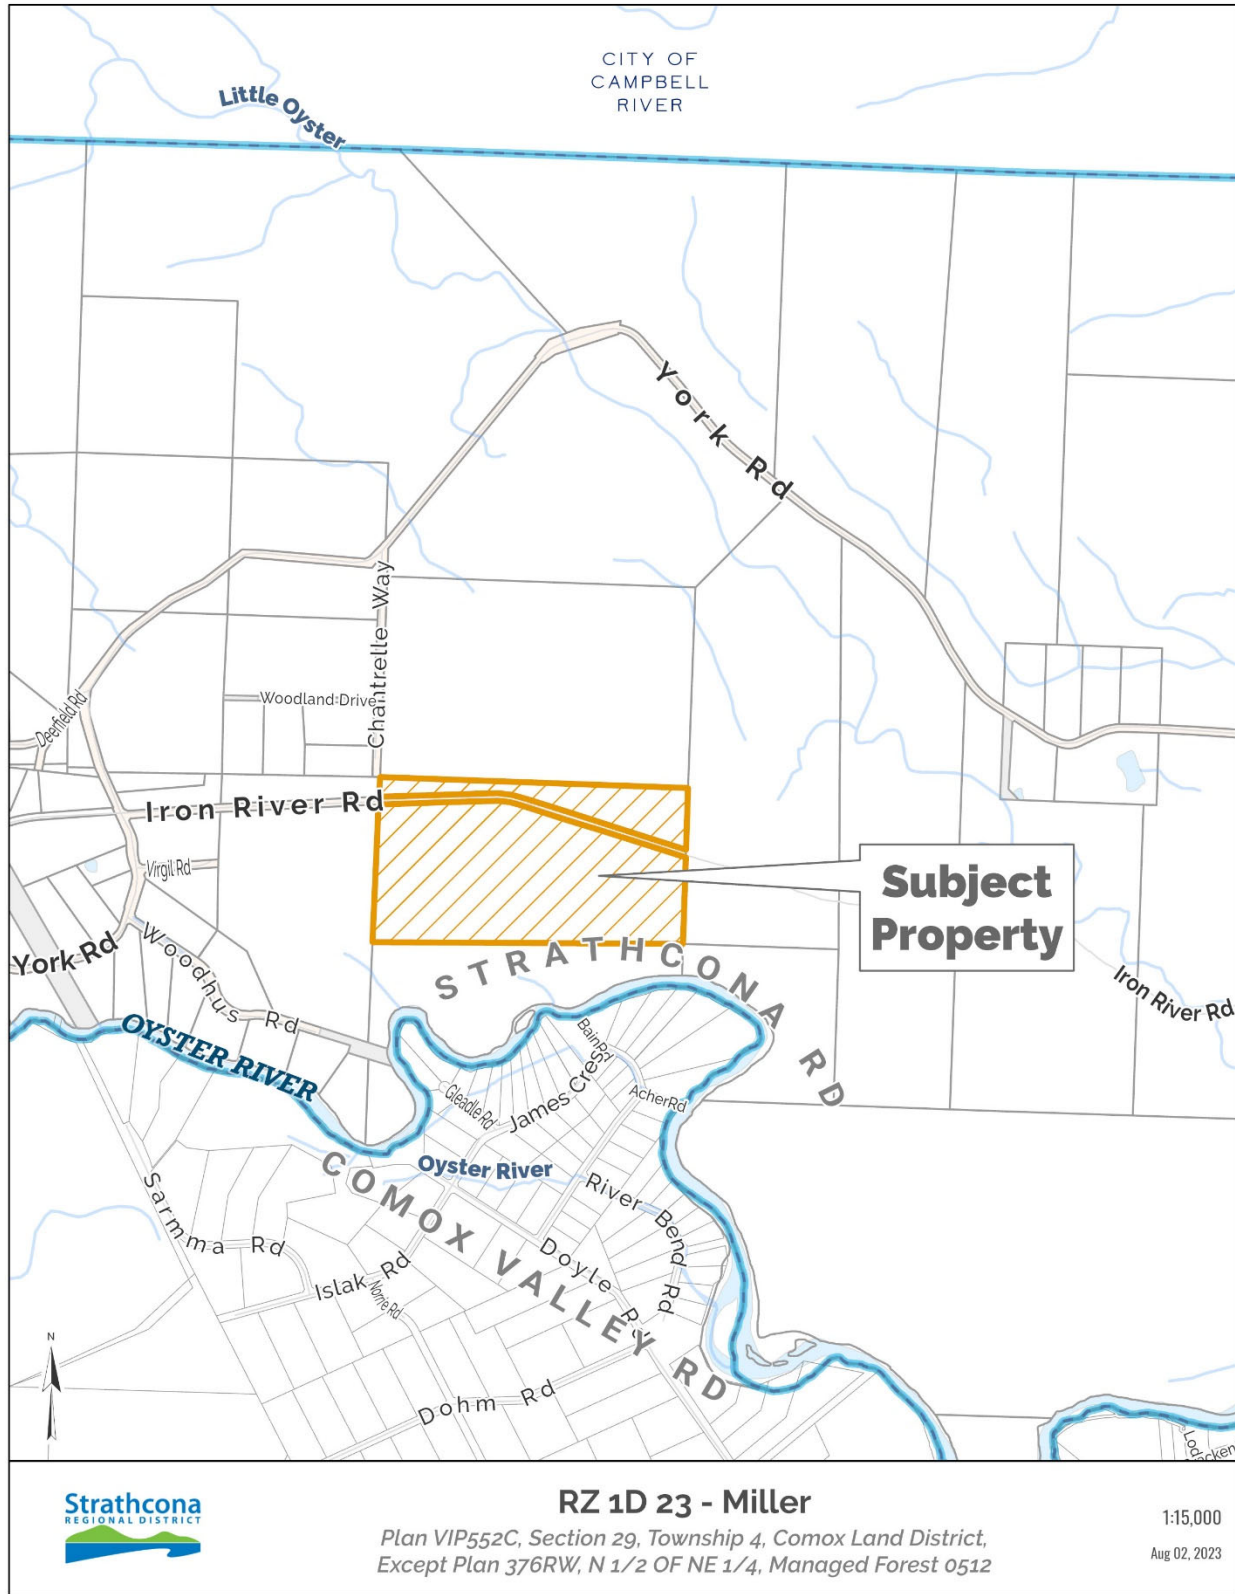 CITY OF
CAMPBELL
RIVER
Little Oyster
York Rd
Chantrelle Way
Woodland Drive
Deerfield Rd
Iron River Rd
Virgil Rd
Subject
Property
York Rd
Woodhus Rd
STRATHCONA RD
Iron River Rd
OYSTER RIVER
Bain Rd
Gleadle Rd
James Cres
Acher Rd
Oyster River
COMOX VALLEY RD
River Bend Rd
Sarmma Rd
Islak Rd
Norrie Rd
Doyle Rd
Dohm Rd
N
Strathcona
REGIONAL DISTRICT
RZ 1D 23 - Miller
Plan VIP552C, Section 29, Township 4, Comox Land District,
Except Plan 376RW, N 1/2 OF NE 1/4, Managed Forest 0512
1:15,000
Aug 02, 2023